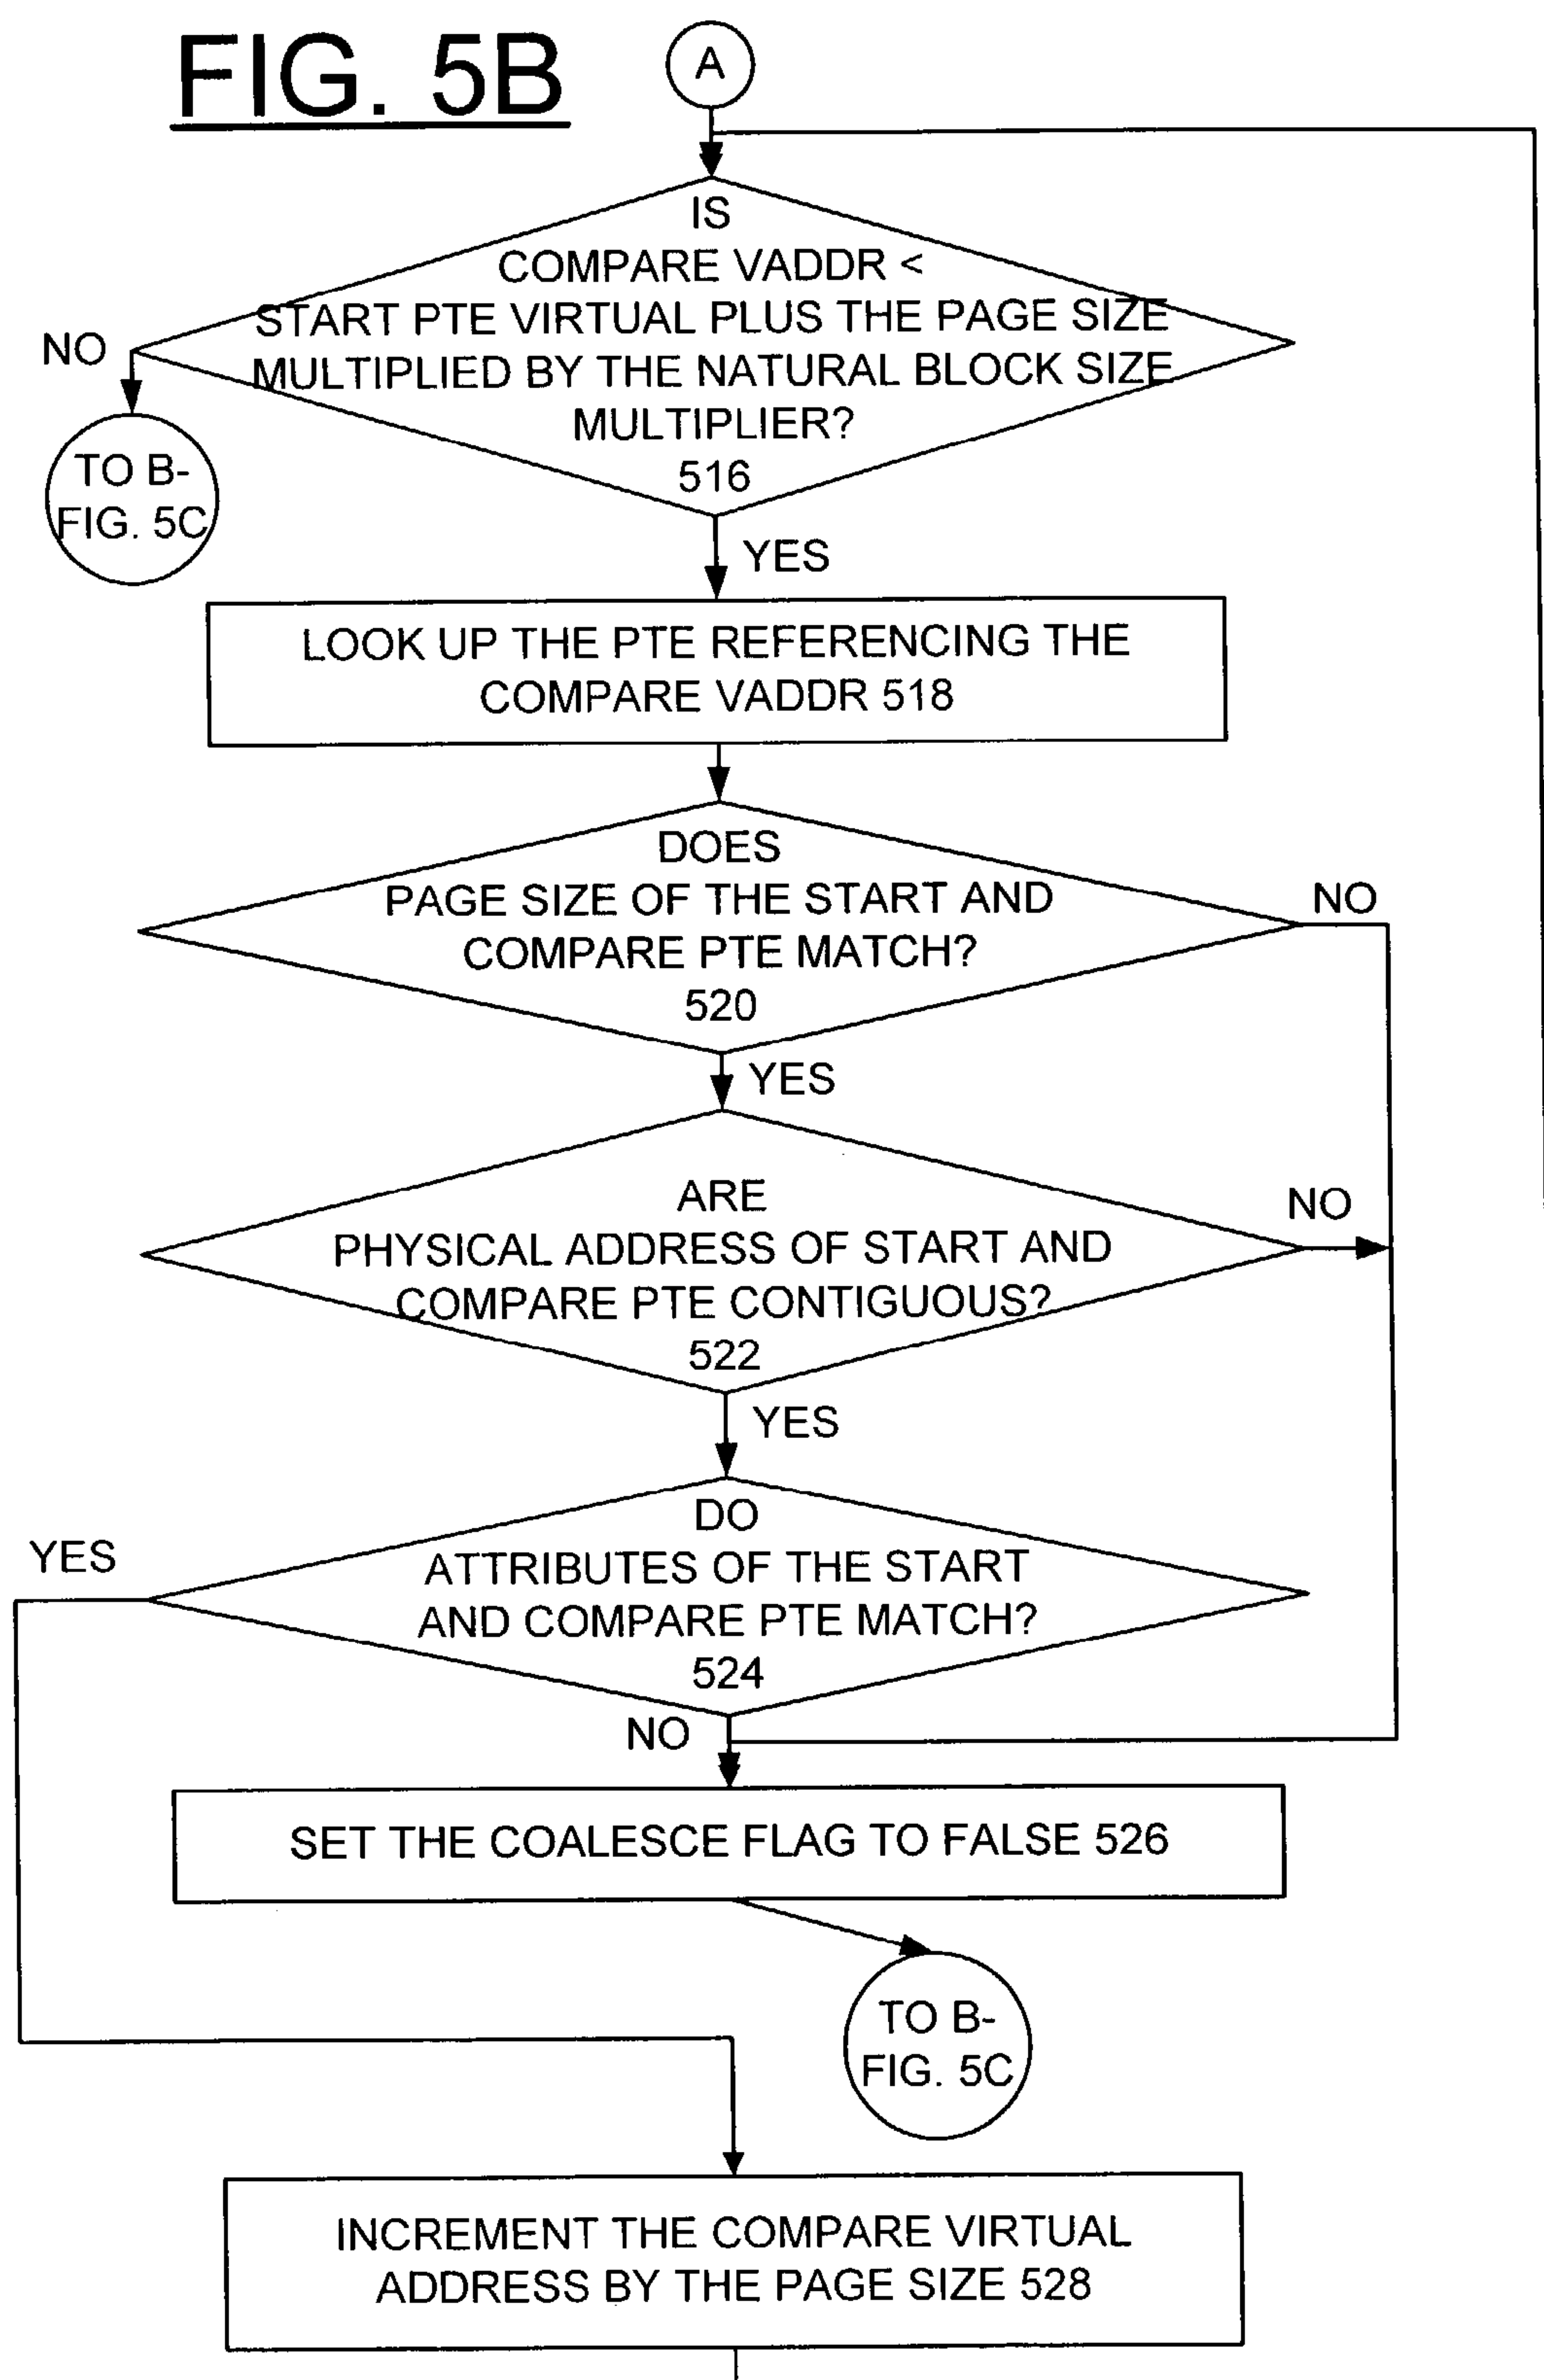 FIG. 5B
A
IS
COMPARE VADDR <
START PTE VIRTUAL PLUS THE PAGE SIZE
MULTIPLIED BY THE NATURAL BLOCK SIZE
MULTIPLIER?
516
NO
TO B-
FIG. 5C
YES
LOOK UP THE PTE REFERENCING THE
COMPARE VADDR 518
DOES
PAGE SIZE OF THE START AND
COMPARE PTE MATCH?
520
NO
YES
ARE
PHYSICAL ADDRESS OF START AND
COMPARE PTE CONTIGUOUS?
522
NO
YES
DO
ATTRIBUTES OF THE START
AND COMPARE PTE MATCH?
524
YES
NO
SET THE COALESCE FLAG TO FALSE 526
TO B-
FIG. 5C
INCREMENT THE COMPARE VIRTUAL
ADDRESS BY THE PAGE SIZE 528